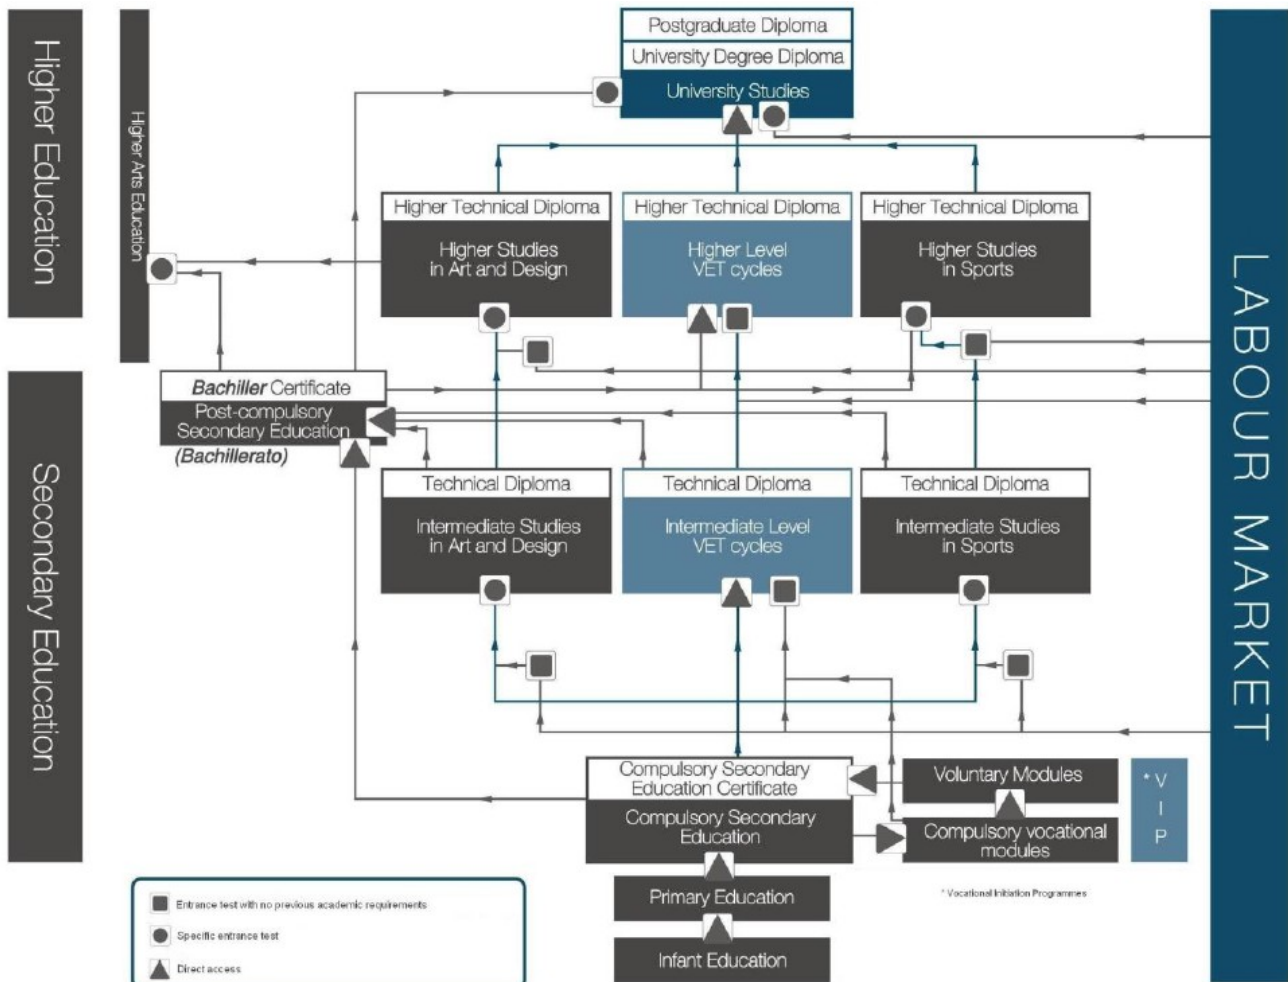 Higher Education
Higher Arts Education
Postgraduate Diploma
University Degree Diploma
University Studies
Higher Technical Diploma
Higher Studies
in Art and Design
Higher Technical Diploma
Higher Level
VET cycles
Higher Technical Diploma
Higher Studies
in Sports
LABOUR MARKET
Secondary Education
Bachiller Certificate
Post-compulsory
Secondary Education
(Bachillerato)
Technical Diploma
Intermediate Studies
in Art and Design
Technical Diploma
Intermediate Level
VET cycles
Technical Diploma
Intermediate Studies
in Sports
Compulsory Secondary
Education Certificate
Compulsory Secondary
Education
Voluntary Modules
Compulsory vocational
modules
* V
I
P
* Vocational Initiation Programmes
Primary Education
Infant Education
Entrance test with no previous academic requirements
Specific entrance test
Direct access